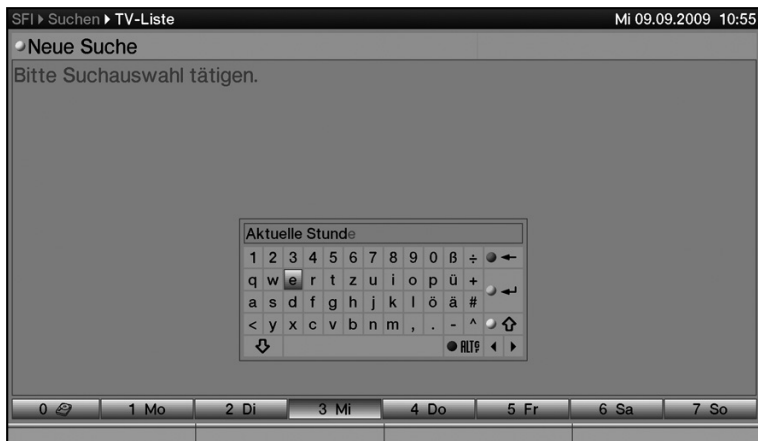 SFI ▸ Suchen ▸ TV-Liste Mi 09.09.2009 10:55
Neue Suche
Bitte Suchauswahl tätigen.
Aktuelle Stunde
1 2 3 4 5 6 7 8 9 0 ß ÷ ←
q w e r t z u i o p ü +
a s d f g h j k l ö ä # ↵
< y x c v b n m , . - ^ ⇧
⇩ ALTGR ◂ ▸
0 1 Mo 2 Di 3 Mi 4 Do 5 Fr 6 Sa 7 So